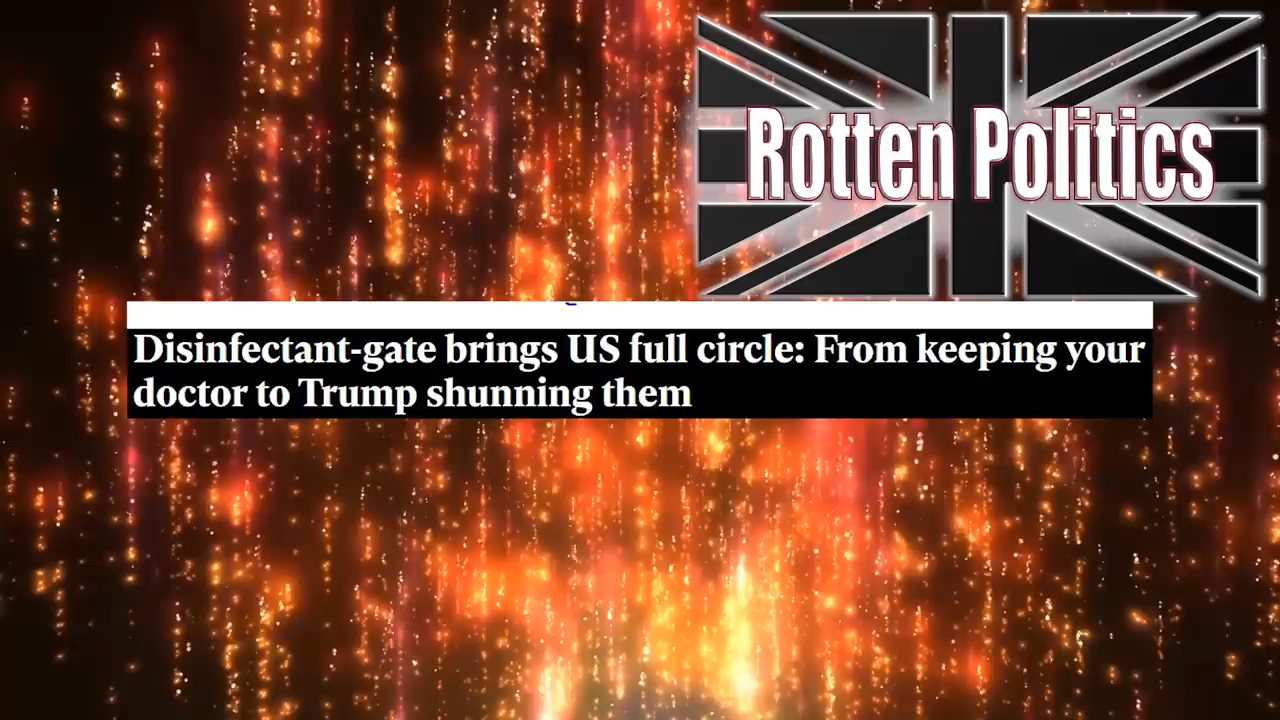 Rotten Politics
Disinfectant-gate brings US full circle: From keeping your
doctor to Trump shunning them